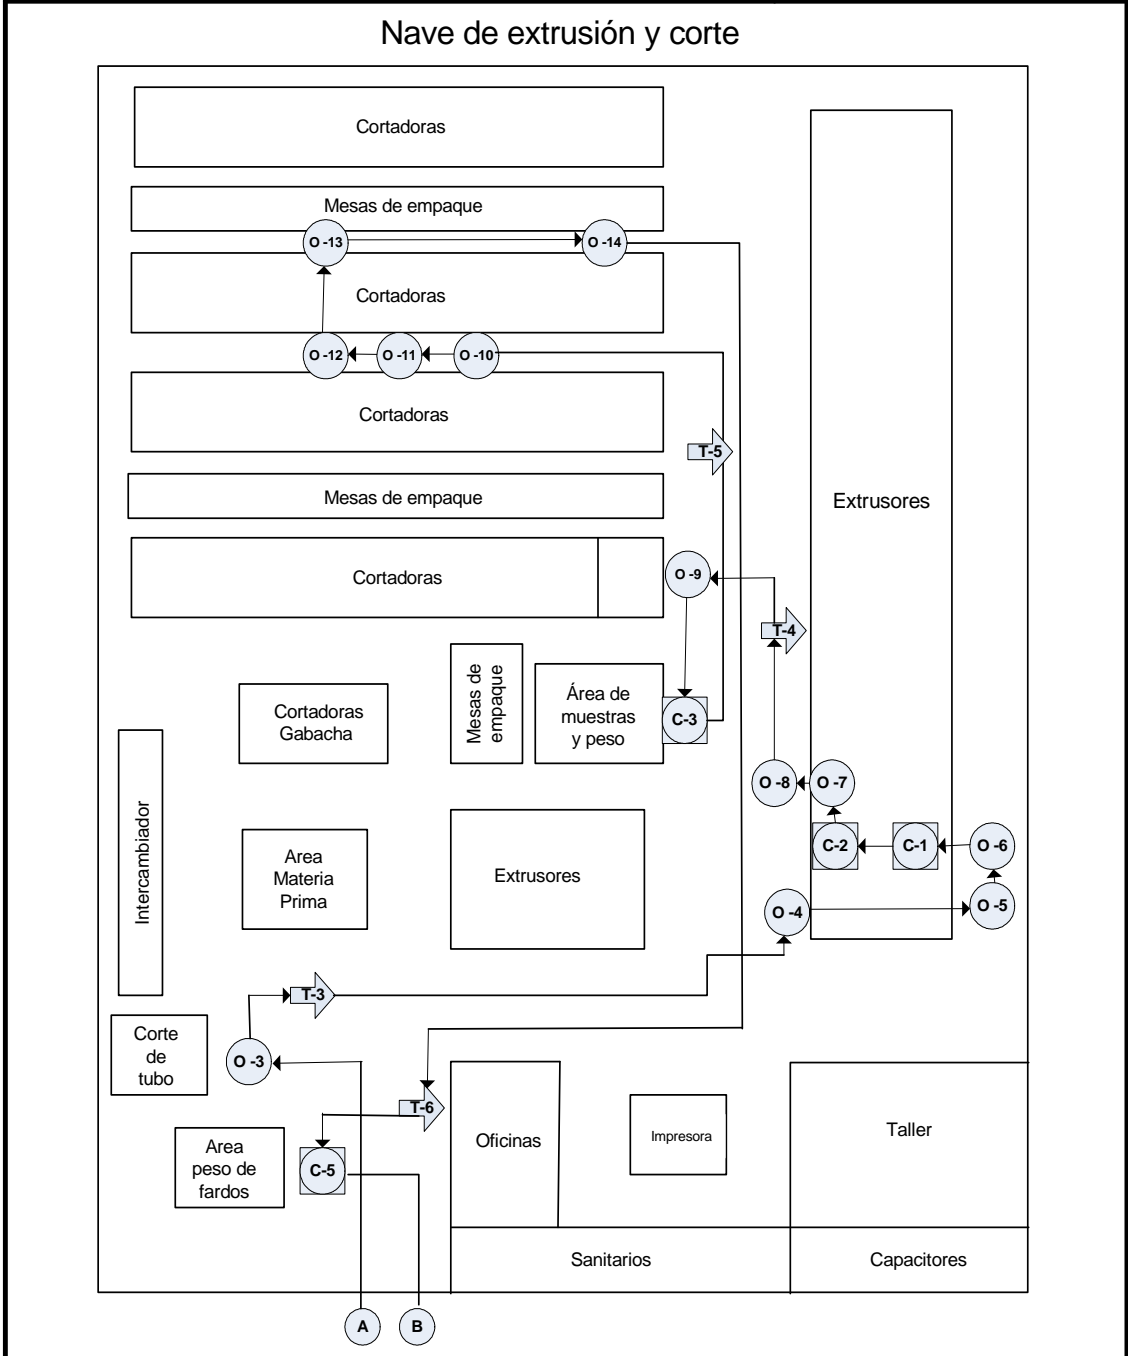 Nave de extrusión y corte
Cortadoras
Mesas de empaque
O -13
O -14
Cortadoras
O -12
O -11
O -10
Cortadoras
T-5
Mesas de empaque
Extrusores
Cortadoras
O -9
T-4
Mesas de
empaque
Área de
muestras
y peso
C-3
Cortadoras
Gabacha
O -8
O -7
Intercambiador
Area
Materia
Prima
Extrusores
C-2
C-1
O -6
O -4
O -5
T-3
Corte
de
tubo
O -3
T-6
Oficinas
Impresora
Taller
Area
peso de
fardos
C-5
Sanitarios
Capacitores
A
B